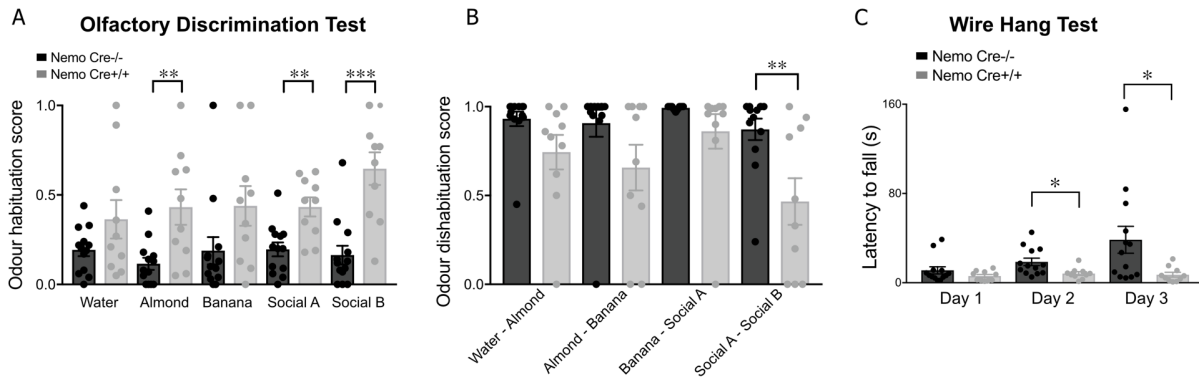 A
Olfactory Discrimination Test
Nemo Cre-/-
Nemo Cre+/+
**
**
***
Odour habituation score
1.0
0.5
0.0
Water
Almond
Banana
Social A
Social B
B
**
Odour dishabituation score
1.0
0.5
0.0
Water - Almond
Almond - Banana
Banana - Social A
Social A - Social B
C
Wire Hang Test
Nemo Cre-/-
Nemo Cre+/+
*
*
Latency to fall (s)
160
80
0
Day 1
Day 2
Day 3